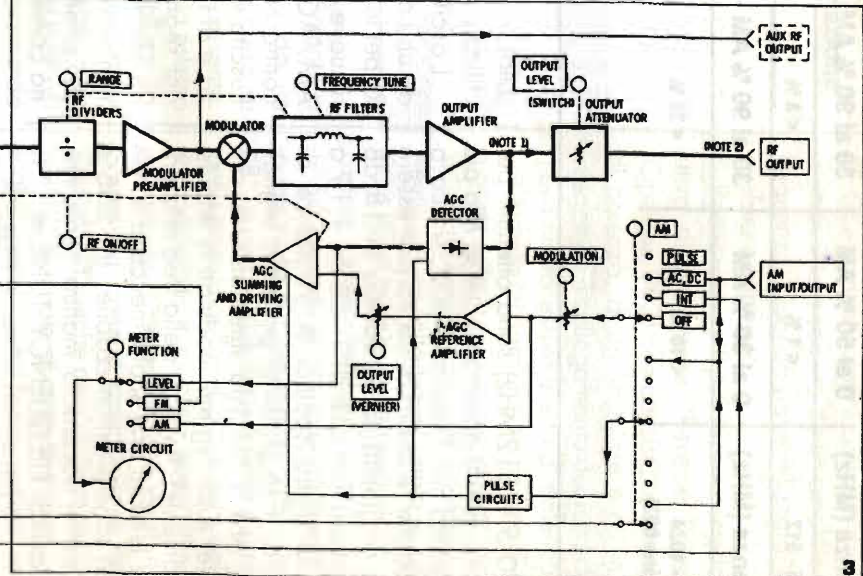 AUX RF
OUTPUT
RANGE
RF
DIVIDERS
÷
MODULATOR
PREAMPLIFIER
MODULATOR
FREQUENCY TUNE
RF FILTERS
OUTPUT
AMPLIFIER
(NOTE 1)
OUTPUT
LEVEL
(SWITCH)
OUTPUT
ATTENUATOR
(NOTE 2)
RF
OUTPUT
RF ON/OFF
AGC
SUMMING
AND DRIVING
AMPLIFIER
AGC
DETECTOR
MODULATION
AM
PULSE
AC, DC
INT
OFF
AM
INPUT/OUTPUT
AGC
REFERENCE
AMPLIFIER
OUTPUT
LEVEL
(VERNIER)
METER
FUNCTION
LEVEL
FM
AM
METER CIRCUIT
PULSE
CIRCUITS
3